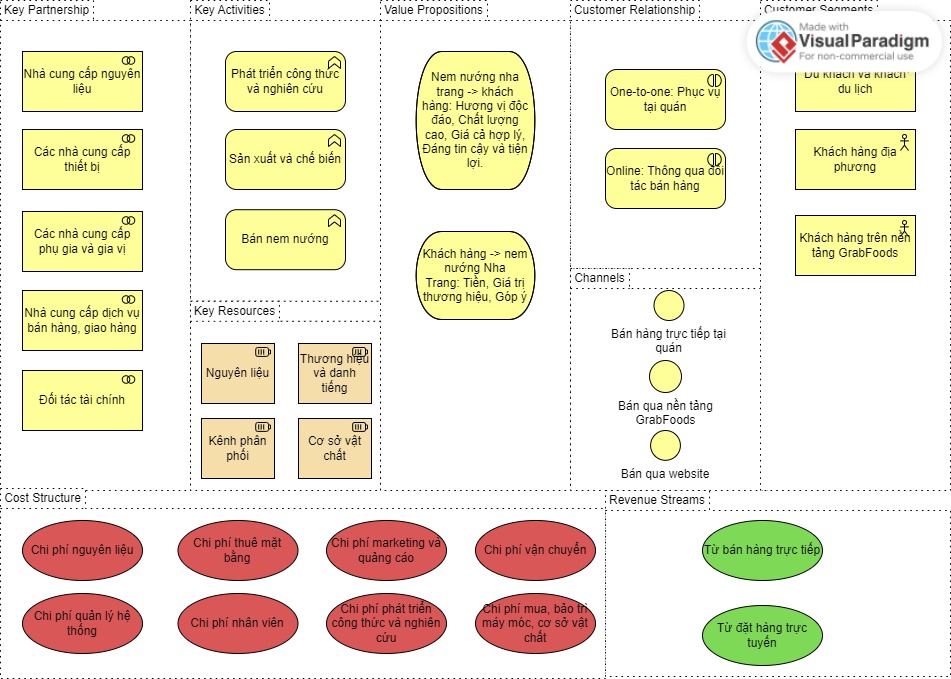 Key Partnership
Nhà cung cấp nguyên
liệu
Các nhà cung cấp
thiết bị
Các nhà cung cấp
phụ gia và gia vị
Nhà cung cấp dịch vụ
bán hàng, giao hàng
Đối tác tài chính
Key Activities
Phát triển công thức
và nghiên cứu
Sản xuất và chế biến
Bán nem nướng
Key Resources
Nguyên liệu
Thương hiệu
và danh
tiếng
Kênh phân
phối
Cơ sở vật
chất
Value Propositions
Nem nướng nha
trang -> khách
hàng: Hương vị độc
đáo, Chất lượng
cao, Giá cả hợp lý,
Đáng tin cậy và tiện
lợi.
Khách hàng -> nem
nướng Nha
Trang: Tiền, Giá trị
thương hiệu, Góp ý
Customer Relationship
One-to-one: Phục vụ
tại quán
Online: Thông qua đối
tác bán hàng
Channels
Bán hàng trực tiếp tại
quán
Bán qua nền tảng
GrabFoods
Bán qua website
Customer Segments
Made with
VisualParadigm
For non-commercial use
Du khách và khách
du lịch
Khách hàng địa
phương
Khách hàng trên nền
tảng GrabFoods
Cost Structure
Chi phí nguyên liệu
Chi phí thuê mặt
bằng
Chi phí marketing và
quảng cáo
Chi phí vận chuyển
Chi phí quản lý hệ
thống
Chi phí nhân viên
Chi phí phát triển
công thức và nghiên
cứu
Chi phí mua, bảo trì
máy móc, cơ sở vật
chất
Revenue Streams
Từ bán hàng trực tiếp
Từ đặt hàng trực
tuyến